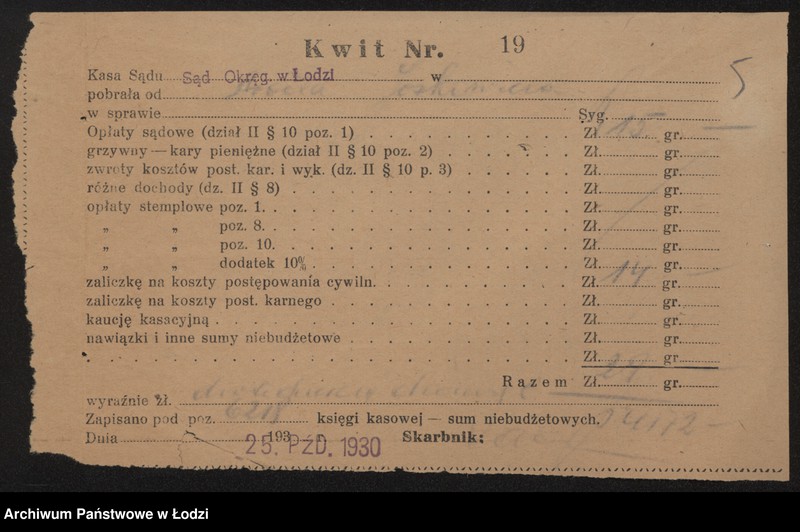 Kwit Nr. 19
5
Kasa Sądu Sąd Okręg. w Łodzi w
pobrała od
w sprawie Syg.
Opłaty sądowe (dział II § 10 poz. 1) . . . . . . . . . . . Zł. 15 gr. —
grzywny — kary pieniężne (dział II § 10 poz. 2) . . . . . . . Zł. gr.
zwroty kosztów post. kar. i wyk. (dz. II § 10 p. 3) . . . . . . Zł. gr.
różne dochody (dz. II § 8) . . . . . . . . . . . . . . . Zł. gr.
opłaty stemplowe poz. 1. . . . . . . . . . . . . . . . . Zł. gr.
„ „ poz. 8. . . . . . . . . . . . . . . . . Zł. gr.
„ „ poz. 10. . . . . . . . . . . . . . . . . Zł. gr.
„ „ dodatek 10% . . . . . . . . . . . . . . Zł. gr.
zaliczkę na koszty postępowania cywiln. . . . . . . . . . . Zł. 14 gr.
zaliczkę na koszty post. karnego . . . . . . . . . . . . . Zł. gr.
kaucję kasacyjną . . . . . . . . . . . . . . . . . . . Zł. gr.
nawiązki i inne sumy niebudżetowe . . . . . . . . . . . . Zł. gr.
. . . . . . . . . . . . . . . . . . . . . . . . . . Zł. gr
Razem Zł. 29 gr.
wyraźnie zł.
Zapisano pod poz. księgi kasowej — sum niebudżetowych.
Dnia 193 r. Skarbnik:
25. PŹD. 1930
Archiwum Państwowe w Łodzi